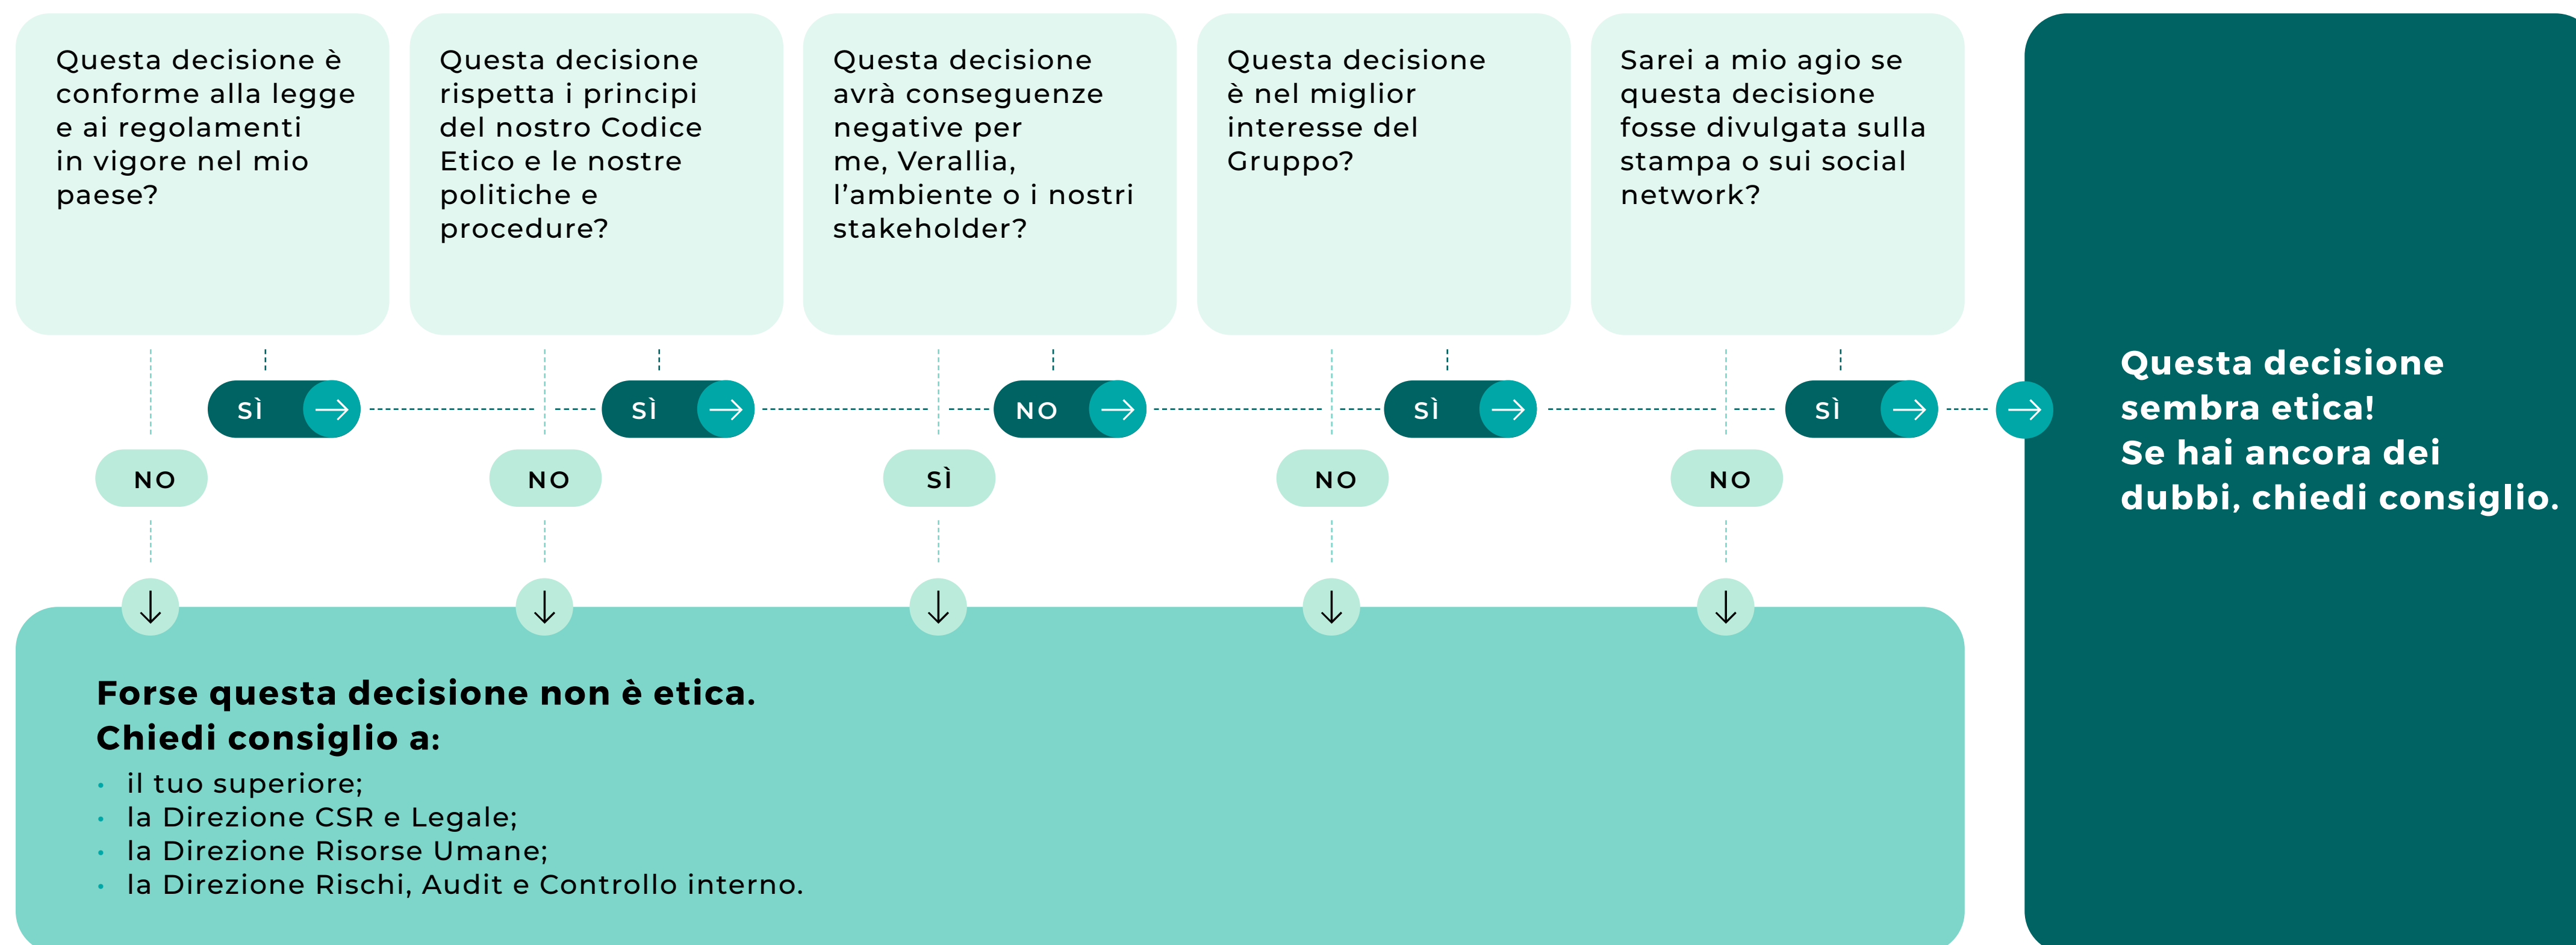 Questa decisione è
conforme alla legge
e ai regolamenti
in vigore nel mio
paese?
Questa decisione
rispetta i principi
del nostro Codice
Etico e le nostre
politiche e
procedure?
Questa decisione
avrà conseguenze
negative per
me, Verallia,
l’ambiente o i nostri
stakeholder?
Questa decisione
è nel miglior
interesse del
Gruppo?
Sarei a mio agio se
questa decisione
fosse divulgata sulla
stampa o sui social
network?
SÌ
SÌ
NO
SÌ
SÌ
NO
NO
SÌ
NO
NO
Questa decisione
sembra etica!
Se hai ancora dei
dubbi, chiedi consiglio.
Forse questa decisione non è etica.
Chiedi consiglio a:
• il tuo superiore;
• la Direzione CSR e Legale;
• la Direzione Risorse Umane;
• la Direzione Rischi, Audit e Controllo interno.